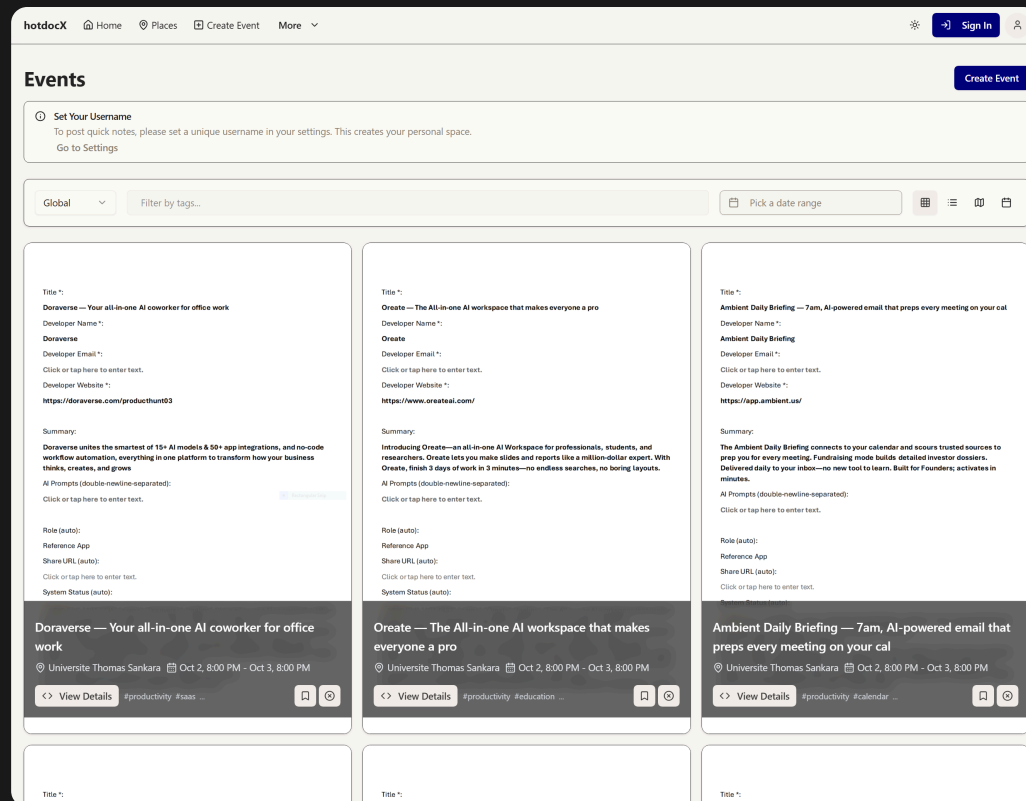 hotdocX Home Places Create Event More Sign In
Events Create Event
Set Your Username
To post quick notes, please set a unique username in your settings. This creates your personal space.
Go to Settings
Global Filter by tags... Pick a date range
Title *:
Doraverse — Your all-in-one AI coworker for office work
Developer Name *:
Doraverse
Developer Email *:
Click or tap here to enter text.
Developer Website *:
https://doraverse.com/producthunt03
Summary:
Doraverse unites the smartest of 15+ AI models & 50+ app integrations, and no-code
workflow automation, everything in one platform to transform how your business
thinks, creates, and grows
AI Prompts (double-newline-separated):
Click or tap here to enter text.
Role (auto):
Reference App
Share URL (auto):
Click or tap here to enter text.
System Status (auto):
Doraverse — Your all-in-one AI coworker for office
work
Universite Thomas Sankara Oct 2, 8:00 PM - Oct 3, 8:00 PM
View Details #productivity #saas ...
Title *:
Oreate — The All-in-one AI workspace that makes everyone a pro
Developer Name *:
Oreate
Developer Email *:
Click or tap here to enter text.
Developer Website *:
https://www.oreateai.com/
Summary:
Introducing Oreate—an all-in-one AI Workspace for professionals, students, and
researchers. Oreate lets you make slides and reports like a million-dollar expert. With
Oreate, finish 3 days of work in 3 minutes—no endless searches, no boring layouts.
AI Prompts (double-newline-separated):
Click or tap here to enter text.
Role (auto):
Reference App
Share URL (auto):
Click or tap here to enter text.
System Status (auto):
Oreate — The All-in-one AI workspace that makes
everyone a pro
Universite Thomas Sankara Oct 2, 8:00 PM - Oct 3, 8:00 PM
View Details #productivity #education ...
Title *:
Ambient Daily Briefing — 7am, AI-powered email that preps every meeting on your cal
Developer Name *:
Ambient Daily Briefing
Developer Email *:
Click or tap here to enter text.
Developer Website *:
https://app.ambient.us/
Summary:
The Ambient Daily Briefing connects to your calendar and scours trusted sources to
prep you for every meeting. Fundraising mode builds detailed investor dossiers.
Delivered daily to your inbox—no new tool to learn. Built for Founders; activates in
minutes.
AI Prompts (double-newline-separated):
Click or tap here to enter text.
Role (auto):
Reference App
Share URL (auto):
Click or tap here to enter text.
System Status (auto):
Ambient Daily Briefing — 7am, AI-powered email that
preps every meeting on your cal
Universite Thomas Sankara Oct 2, 8:00 PM - Oct 3, 8:00 PM
View Details #productivity #calendar ...
Title *:
Title *:
Title *: